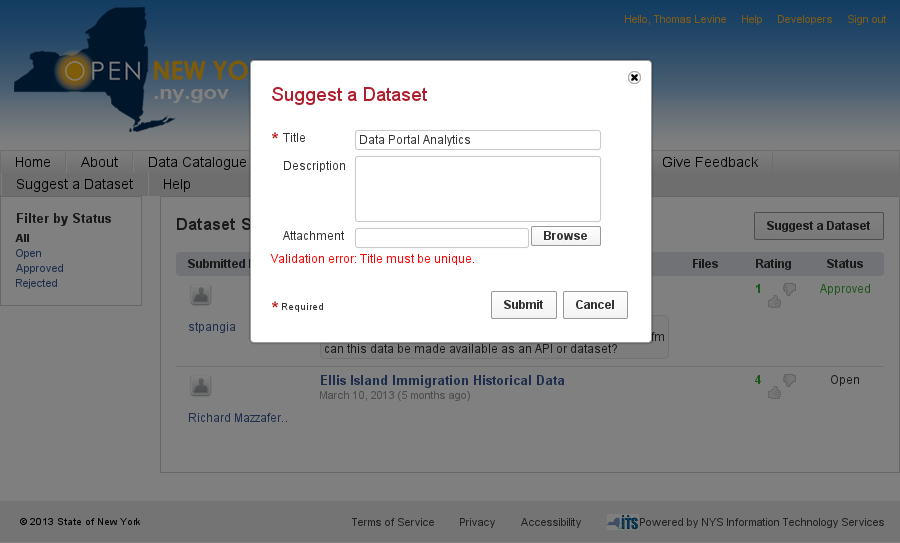 Hello, Thomas Levine Help Developers Sign out
OPEN NEW YO
.ny.gov
Suggest a Dataset
* Title Data Portal Analytics
Home About Data Catalogue Give Feedback
Description
Suggest a Dataset Help
Filter by Status
All
Open
Approved
Rejected
Dataset S Suggest a Dataset
Attachment Browse
Validation error: Title must be unique.
Submitted Files Rating Status
1 Approved
* Required Submit Cancel
stpangia
fm
can this data be made available as an API or dataset?
Ellis Island Immigration Historical Data 4 Open
March 10, 2013 (5 months ago)
Richard Mazzafer..
© 2013 State of New York Terms of Service Privacy Accessibility its Powered by NYS Information Technology Services